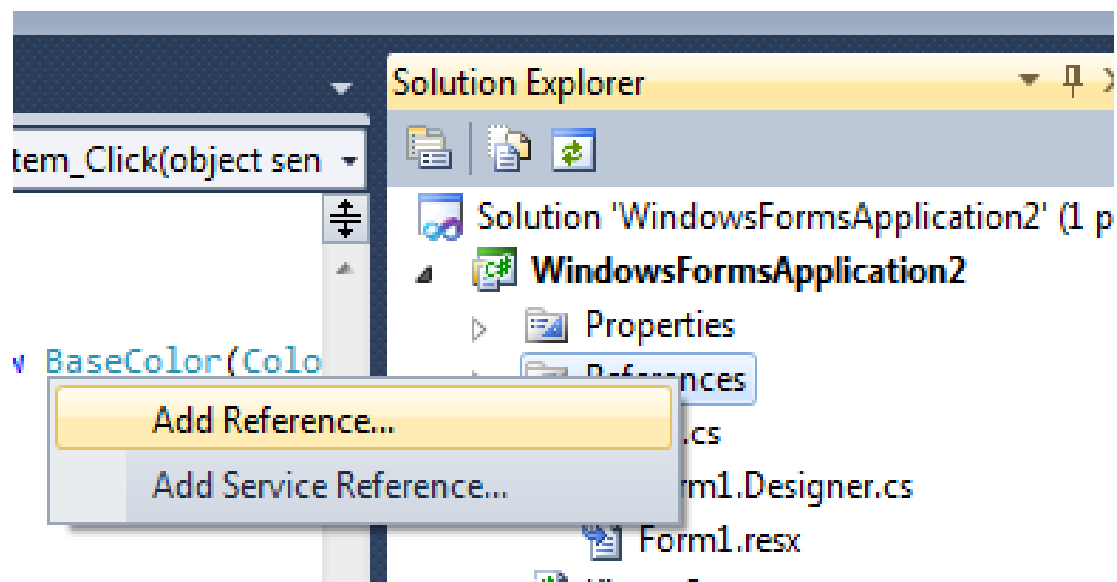 Solution Explorer
tem_Click(object sen
Solution 'WindowsFormsApplication2' (1 p
C# WindowsFormsApplication2
Properties
BaseColor(Colo
References
Add Reference...
.cs
Add Service Reference...
rm1.Designer.cs
Form1.resx